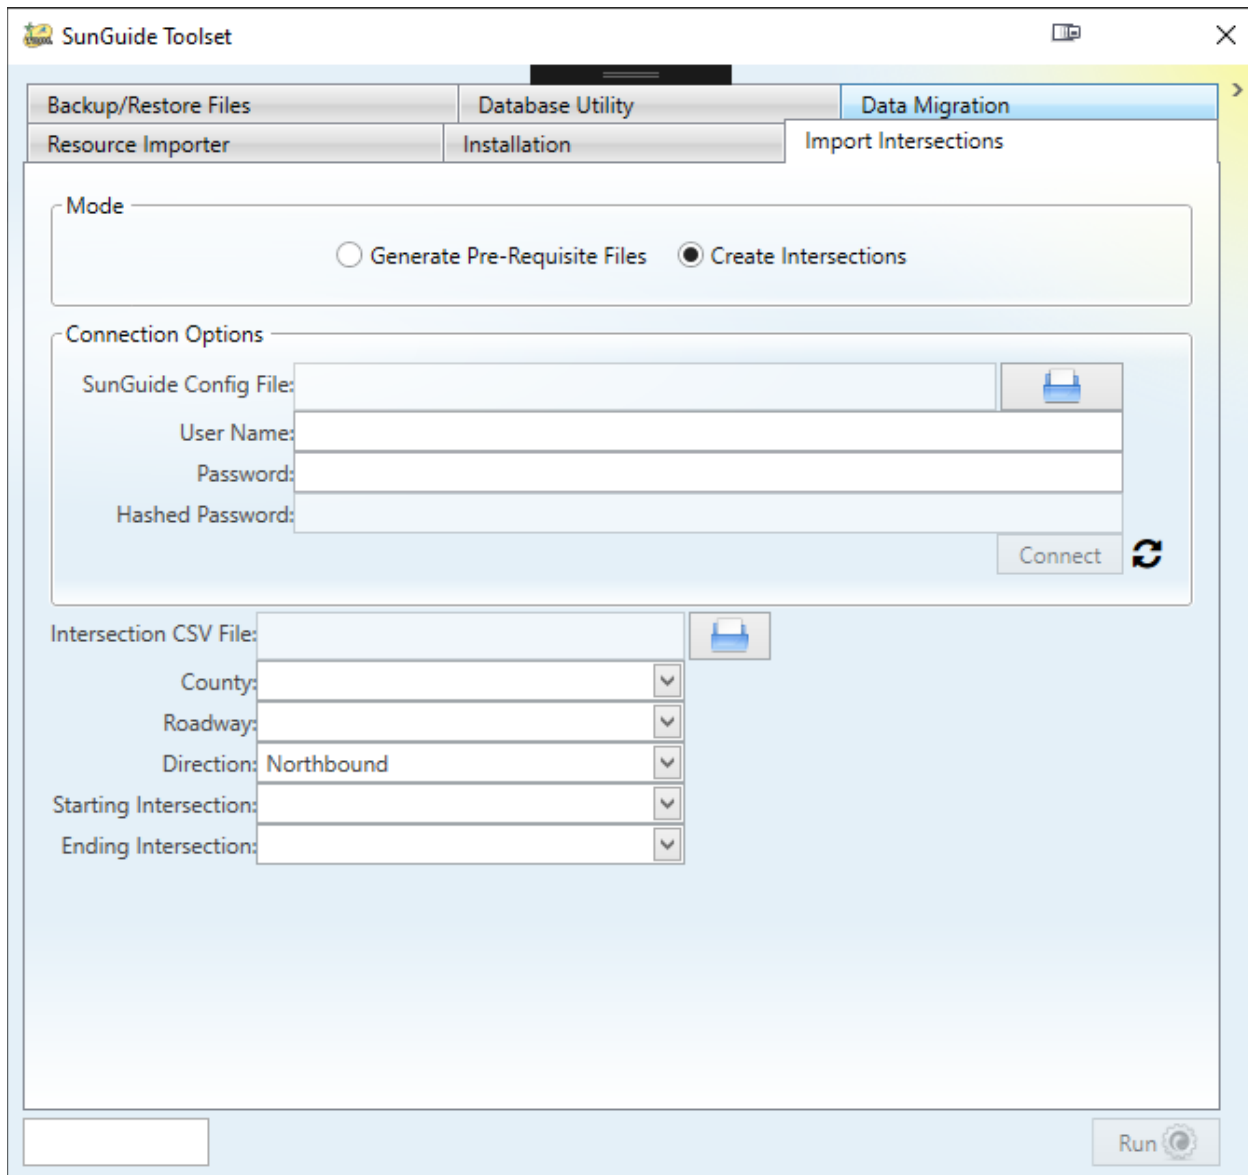 SunGuide Toolset
Backup/Restore Files
Database Utility
Data Migration
Resource Importer
Installation
Import Intersections
Mode
Generate Pre-Requisite Files
Create Intersections
Connection Options
SunGuide Config File:
User Name:
Password:
Hashed Password:
Connect
Intersection CSV File:
County:
Roadway:
Direction: Northbound
Starting Intersection:
Ending Intersection:
Run